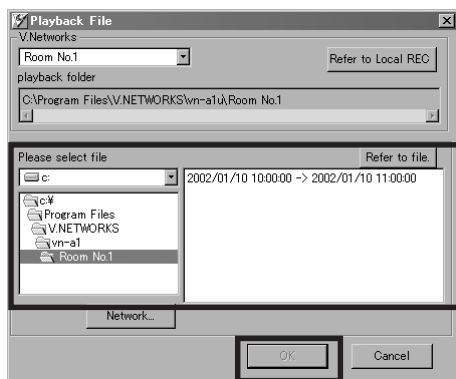 Playback File
V.Networks
Room No.1
Refer to Local REC
playback folder
C:\Program Files\V.NETWORKS\vn-a1u\Room No.1
Please select file
Refer to file.
c:
2002/01/10 10:00:00 -> 2002/01/10 11:00:00
c:¥
Program Files
V.NETWORKS
vn-a1
Room No.1
Network...
OK
Cancel